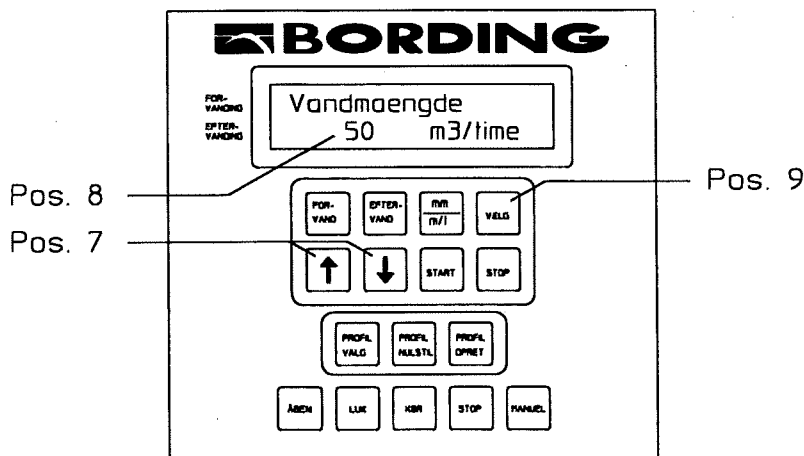 BORDING
FOR-
VANDING
EFTER-
VANDING
Vandmaengde
50 m3/time
Pos. 8
Pos. 9
Pos. 7
FOR-
VAND
EFTER-
VAND
mm
m/t
VÆLG
↑
↓
START
STOP
PROFIL
VALG
PROFIL
NULSTIL
PROFIL
OPRET
ÅBEN
LUK
KØR
STOP
MANUEL